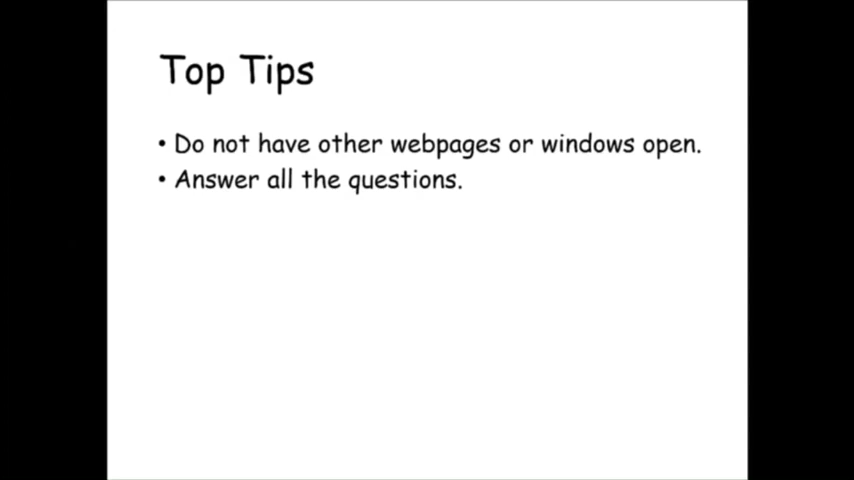 Top Tips
• Do not have other webpages or windows open.
• Answer all the questions.